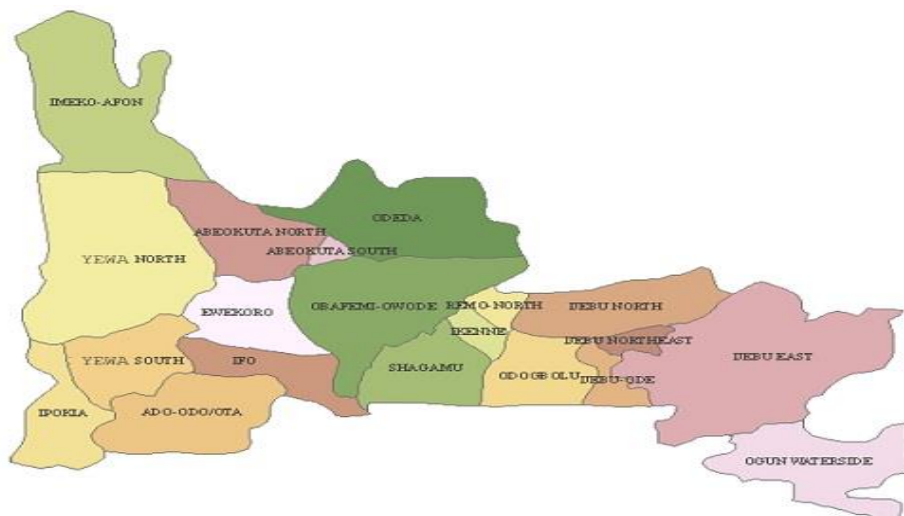 IMEKO-AFON
ODEDA
ABEOKUTA NORTH
ABEOKUTA SOUTH
YEWA NORTH
OBAFEMI-OWODE
REMO-NORTH
IJEBU NORTH
EWEKORO
IKENNE
IJEBU NORTHEAST
YEWA SOUTH
IFO
SHAGAMU
ODOGBOLU
IJEBU-ODE
IJEBU EAST
IPOKIA
ADO-ODO/OTA
OGUN WATERSIDE